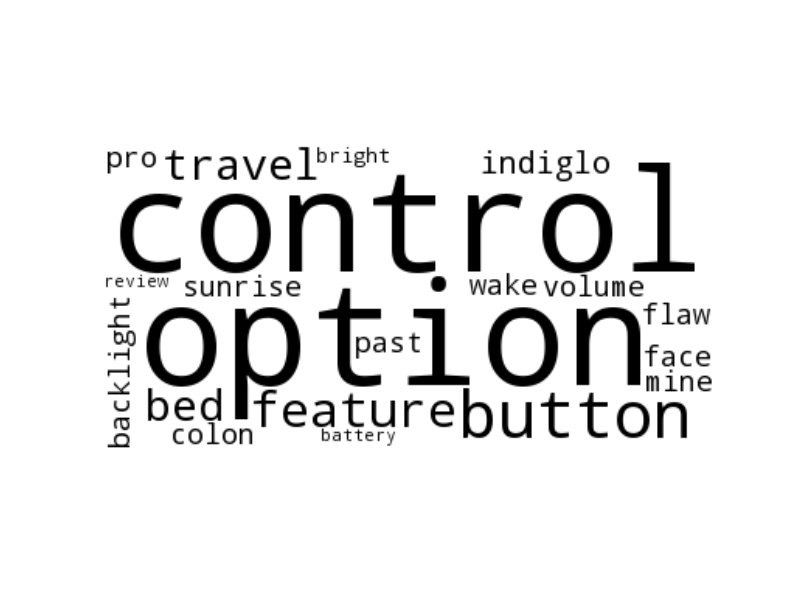 pro travel bright indiglo
control
review sunrise wake volume
option
backlight
past
flaw
face
mine
bed feature button
colon battery